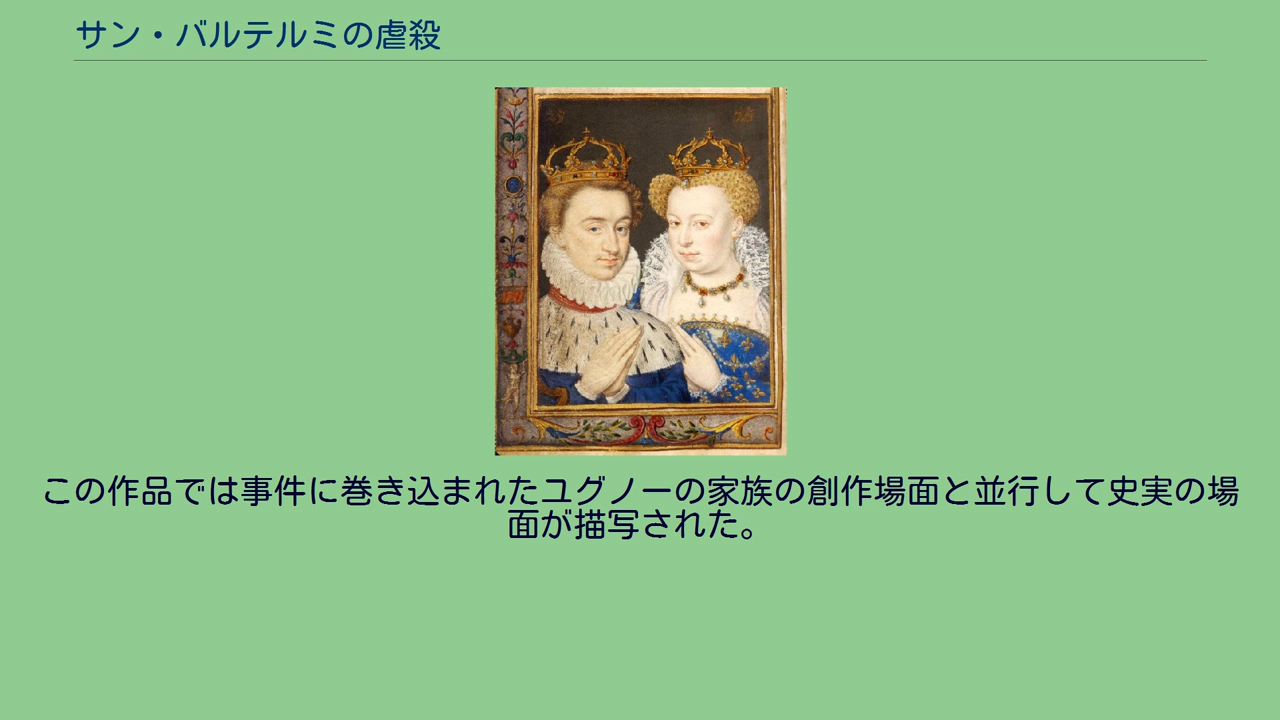 サン・バルテルミの虐殺
この作品では事件に巻き込まれたユグノーの家族の創作場面と並行して史実の場
面が描写された。